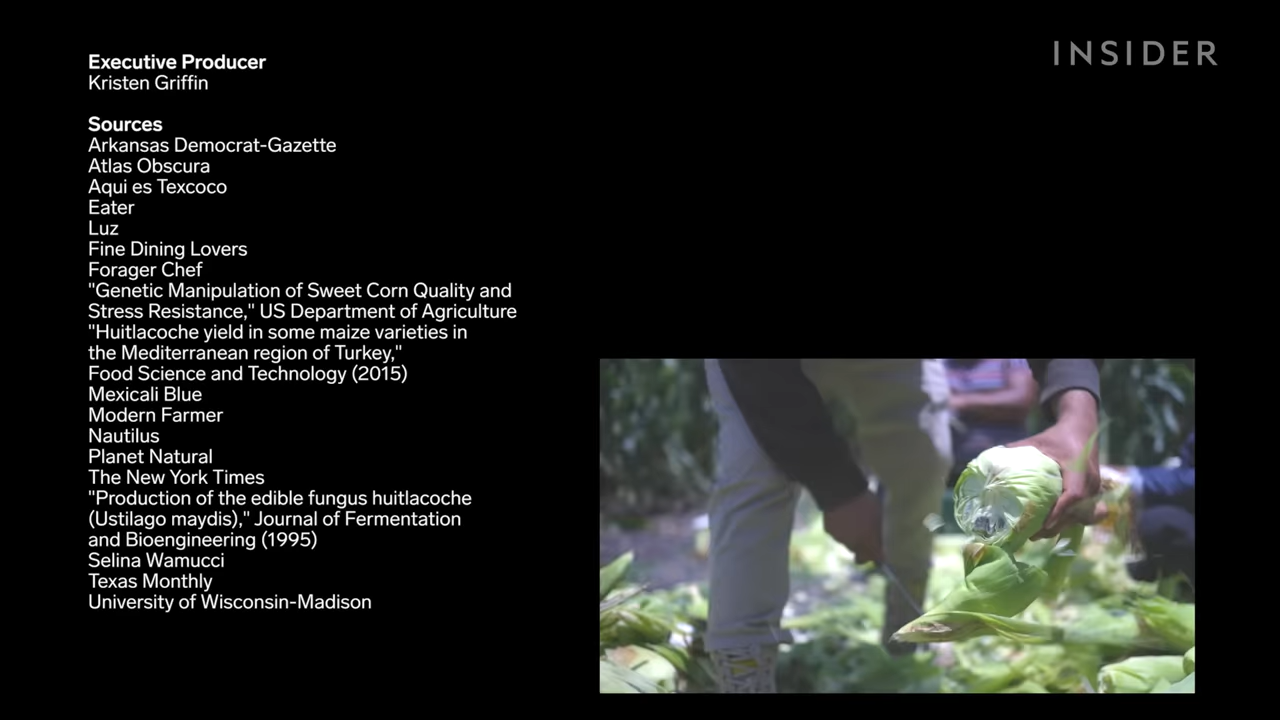 INSIDER
Executive Producer
Kristen Griffin
Sources
Arkansas Democrat-Gazette
Atlas Obscura
Aqui es Texcoco
Eater
Luz
Fine Dining Lovers
Forager Chef
"Genetic Manipulation of Sweet Corn Quality and
Stress Resistance," US Department of Agriculture
"Huitlacoche yield in some maize varieties in
the Mediterranean region of Turkey,"
Food Science and Technology (2015)
Mexicali Blue
Modern Farmer
Nautilus
Planet Natural
The New York Times
"Production of the edible fungus huitlacoche
(Ustilago maydis)," Journal of Fermentation
and Bioengineering (1995)
Selina Wamucci
Texas Monthly
University of Wisconsin-Madison